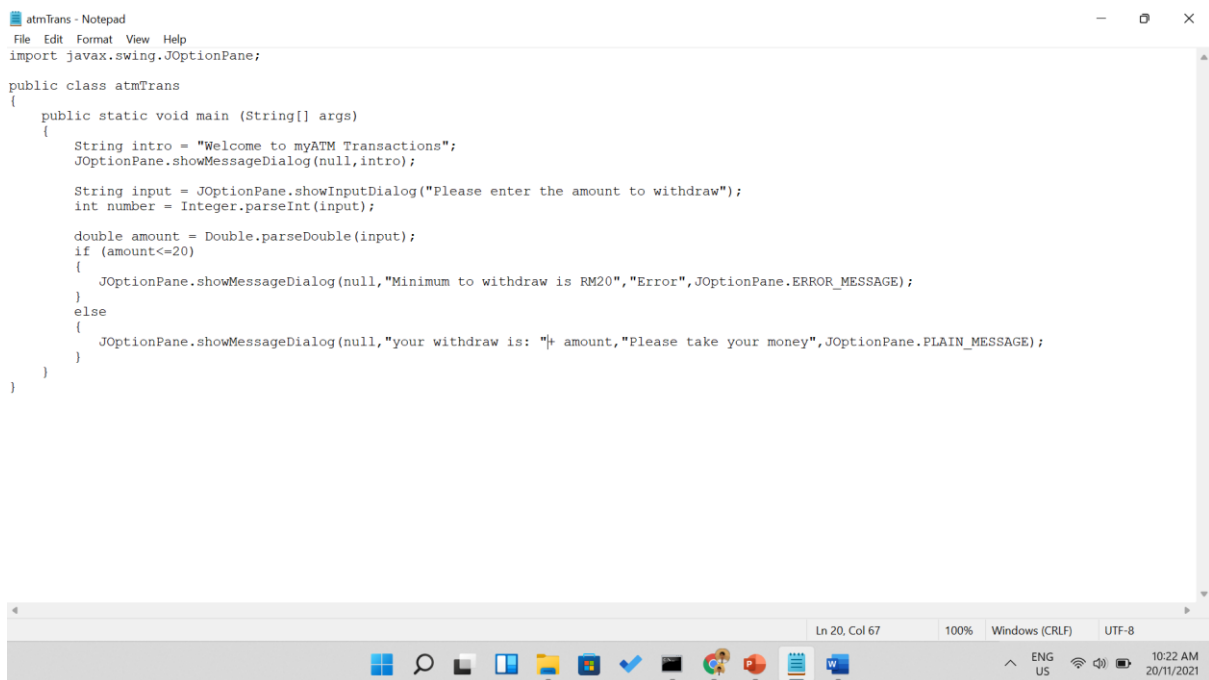 atmTrans - Notepad
File Edit Format View Help
import javax.swing.JOptionPane;
public class atmTrans
{
public static void main (String[] args)
{
String intro = "Welcome to myATM Transactions";
JOptionPane.showMessageDialog(null,intro);
String input = JOptionPane.showInputDialog("Please enter the amount to withdraw");
int number = Integer.parseInt(input);
double amount = Double.parseDouble(input);
if (amount<=20)
{
JOptionPane.showMessageDialog(null,"Minimum to withdraw is RM20","Error",JOptionPane.ERROR_MESSAGE);
}
else
{
JOptionPane.showMessageDialog(null,"your withdraw is: "+ amount,"Please take your money",JOptionPane.PLAIN_MESSAGE);
}
}
}
Ln 20, Col 67 100% Windows (CRLF) UTF-8
ENG 10:22 AM
US 20/11/2021